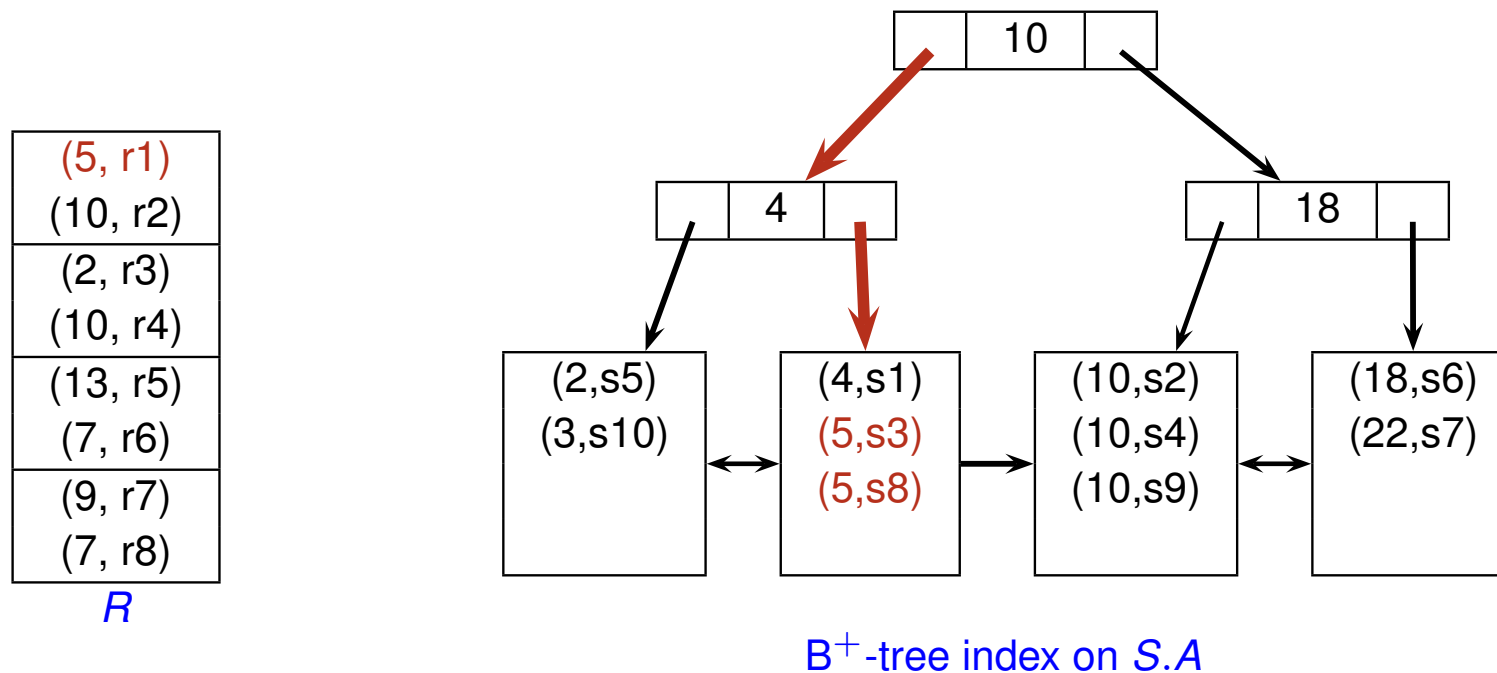 10
4
18
(5, r1)
(10, r2)
(2, r3)
(10, r4)
(13, r5)
(7, r6)
(9, r7)
(7, r8)
R
(2,s5)
(3,s10)
(4,s1)
(5,s3)
(5,s8)
(10,s2)
(10,s4)
(10,s9)
(18,s6)
(22,s7)
B+-tree index on S.A